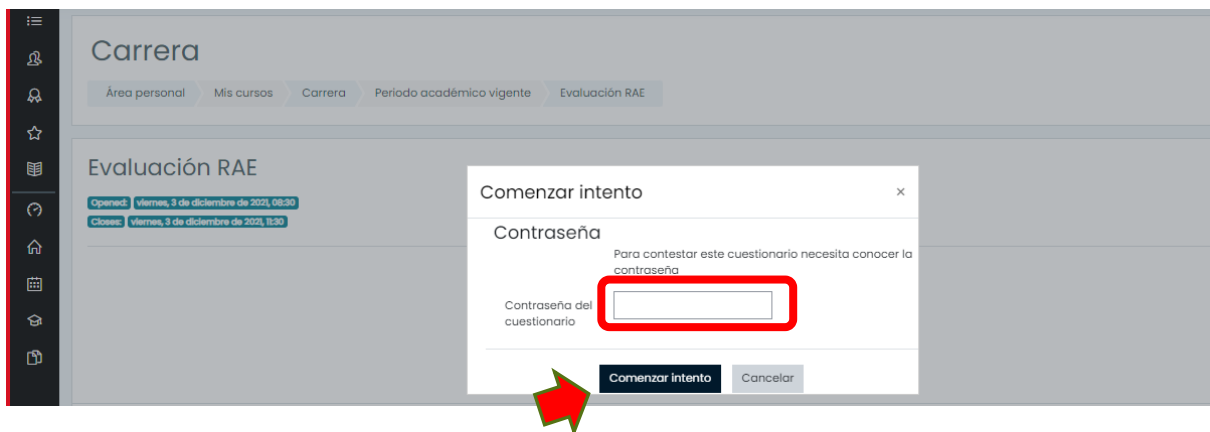 Carrera
Área personal Mis cursos Carrera Periodo académico vigente Evaluación RAE
Evaluación RAE
Opened: viernes, 3 de diciembre de 2021, 08:30
Closes: viernes, 3 de diciembre de 2021, 11:30
Comenzar intento ×
Contraseña
Para contestar este cuestionario necesita conocer la
contraseña
Contraseña del
cuestionario
Comenzar intento Cancelar